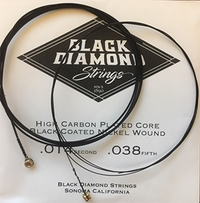 BLACK
DIAMOND
Strings
HIGH CARBON PLATED CORE
BLACK COATED NICKEL WOUND
.014 SECOND .038 FIFTH
BLACK DIAMOND STRINGS
SONOMA CALIFORNIA